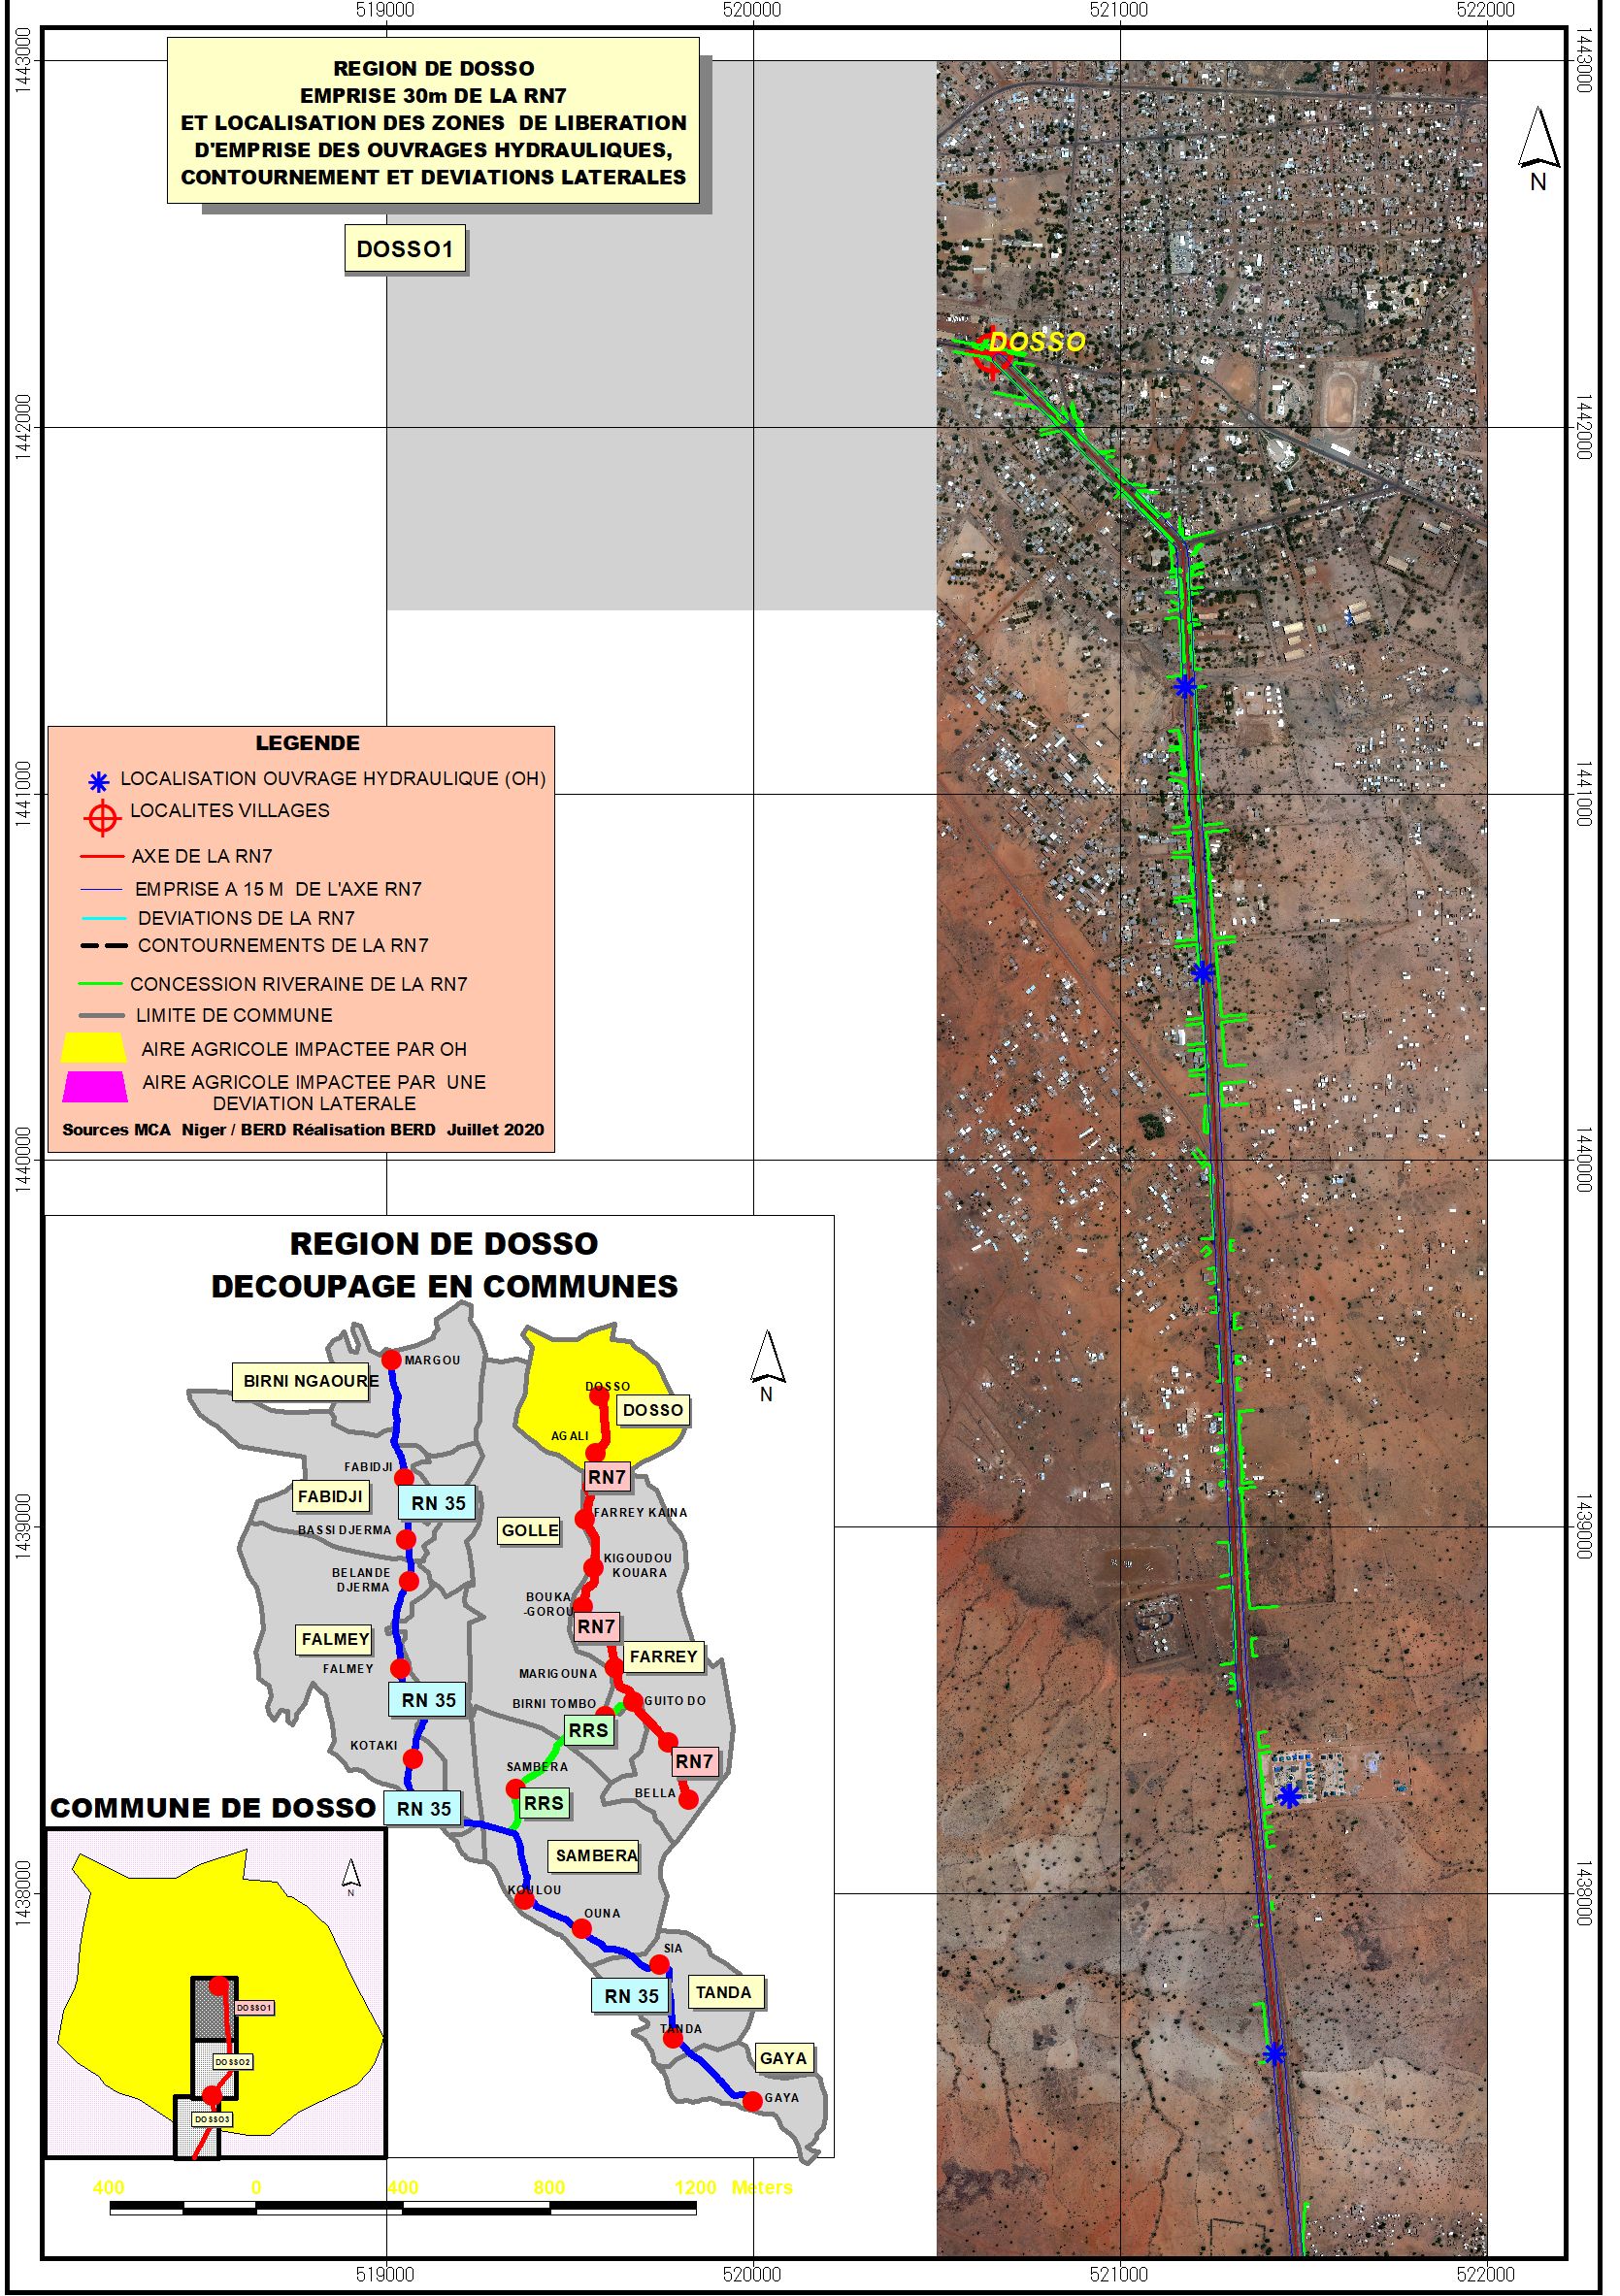 519000
520000
521000
522000
1443000
1443000
REGION DE DOSSO
EMPRISE 30m DE LA RN7
ET LOCALISATION DES ZONES DE LIBERATION
D'EMPRISE DES OUVRAGES HYDRAULIQUES,
CONTOURNEMENT ET DEVIATIONS LATERALES
N
DOSSO1
DOSSO
1442000
1442000
LEGENDE
LOCALISATION OUVRAGE HYDRAULIQUE (OH)
LOCALITES VILLAGES
AXE DE LA RN7
EMPRISE A 15 M DE L'AXE RN7
DEVIATIONS DE LA RN7
CONTOURNEMENTS DE LA RN7
CONCESSION RIVERAINE DE LA RN7
LIMITE DE COMMUNE
AIRE AGRICOLE IMPACTEE PAR OH
AIRE AGRICOLE IMPACTEE PAR UNE
DEVIATION LATERALE
Sources MCA Niger / BERD Réalisation BERD Juillet 2020
1441000
1441000
1440000
1440000
REGION DE DOSSO
DECOUPAGE EN COMMUNES
N
MARGOU
BIRNI NGAOURE
DOSSO
DOSSO
AGALI
FABIDJI
RN7
FABIDJI
RN 35
FARREY KAINA
GOLLE
BASSI DJERMA
KIGOUDOU
KOUARA
BELANDE
DJERMA
BOUKA
-GOROU
RN7
FALMEY
FARREY
FALMEY
MARIGOUNA
RN 35
BIRNI TOMBO
GUITO DO
RRS
KOTAKI
RN7
SAMBERA
BELLA
RRS
RN 35
SAMBERA
KOULOU
OUNA
SIA
RN 35
TANDA
TANDA
GAYA
GAYA
1439000
1439000
COMMUNE DE DOSSO
N
DOSSO1
DOSSO2
DOSSO3
1438000
1438000
400
0
400
800
1200 Meters
519000
520000
521000
522000